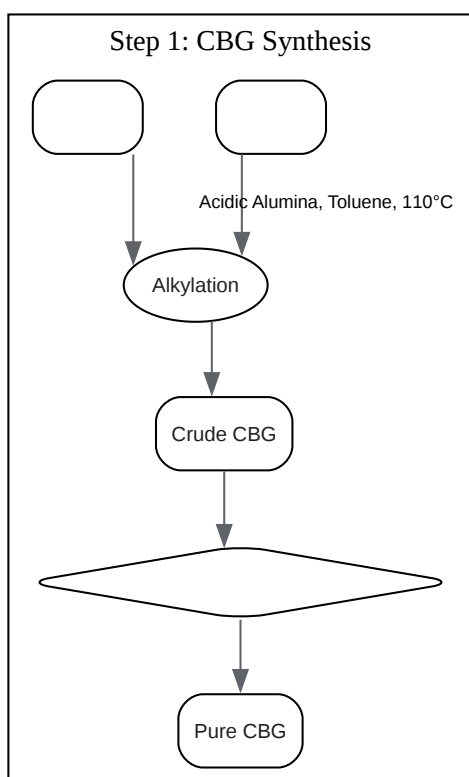 Step 1: CBG Synthesis
Acidic Alumina, Toluene, 110°C
Alkylation
Crude CBG
Pure CBG